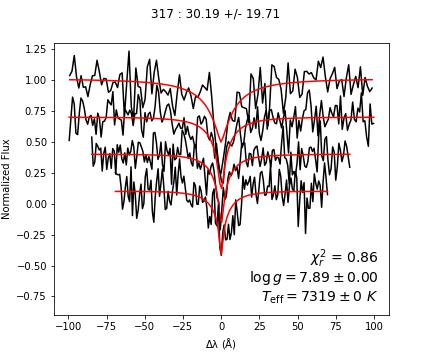 317 : 30.19 +/- 19.71
1.25
1.00
0.75
0.50
0.25
0.00
−0.25
−0.50
−0.75
Normalized Flux
χ²ᵣ = 0.86
log g = 7.89 ± 0.00
T_eff = 7319 ± 0 K
−100 −75 −50 −25 0 25 50 75 100
Δλ (Å)